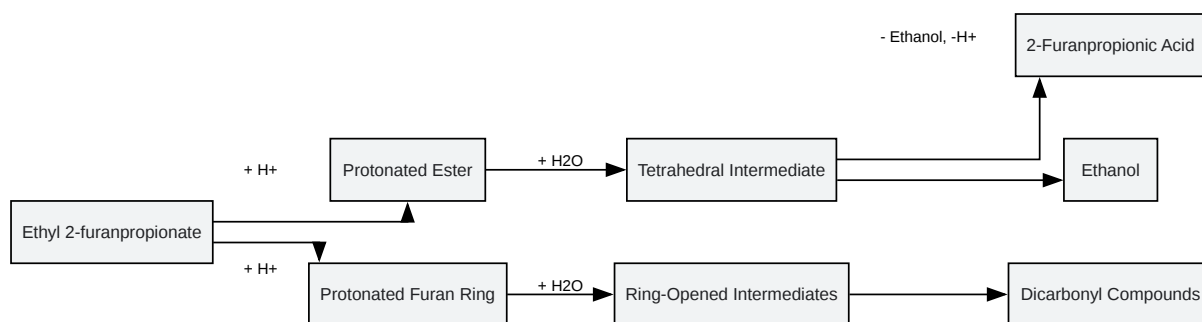 - Ethanol, -H+
2-Furanpropionic Acid
+ H+
Protonated Ester
+ H2O
Tetrahedral Intermediate
Ethanol
Ethyl 2-furanpropionate
+ H+
Protonated Furan Ring
+ H2O
Ring-Opened Intermediates
Dicarbonyl Compounds